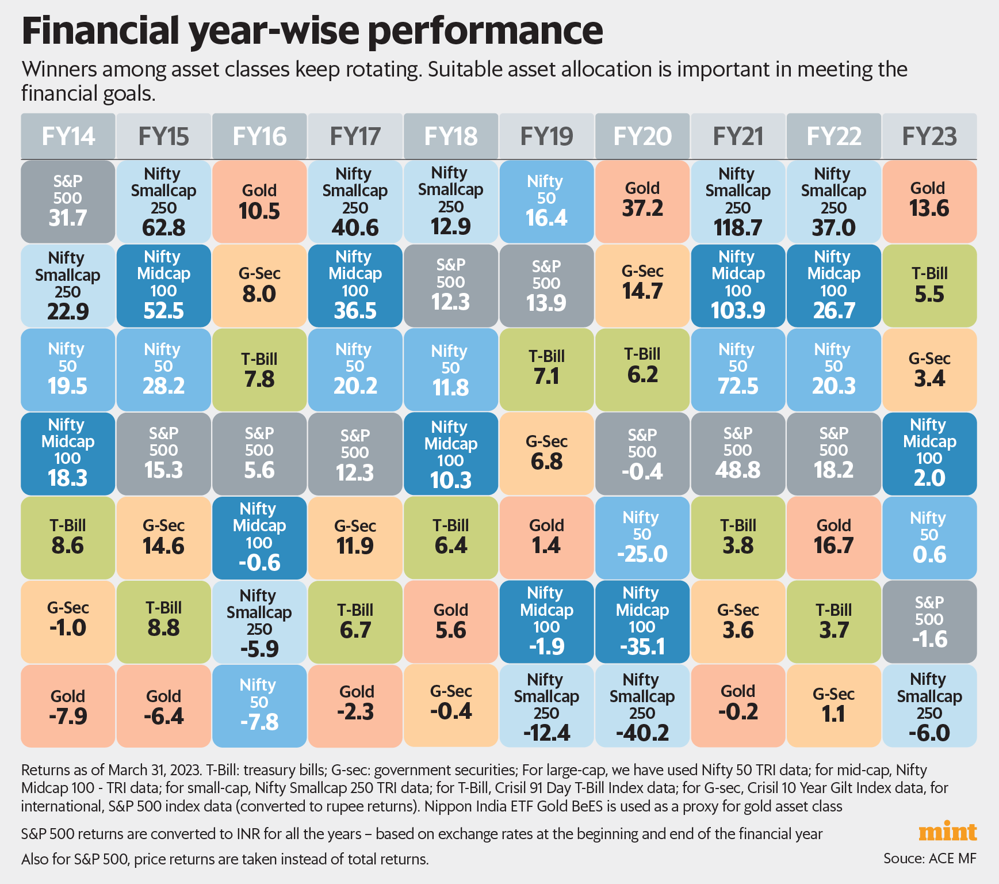 Financial year-wise performance
Winners among asset classes keep rotating. Suitable asset allocation is important in meeting the
financial goals.
FY14 FY15 FY16 FY17 FY18 FY19 FY20 FY21 FY22 FY23
S&P
500
31.7
Nifty
Smallcap
250
62.8
Gold
10.5
Nifty
Smallcap
250
40.6
Nifty
Smallcap
250
12.9
Nifty
50
16.4
Gold
37.2
Nifty
Smallcap
250
118.7
Nifty
Smallcap
250
37.0
Gold
13.6
Nifty
Smallcap
250
22.9
Nifty
Midcap
100
52.5
G-Sec
8.0
Nifty
Midcap
100
36.5
S&P
500
12.3
S&P
500
13.9
G-Sec
14.7
Nifty
Midcap
100
103.9
Nifty
Midcap
100
26.7
T-Bill
5.5
Nifty
50
19.5
Nifty
50
28.2
T-Bill
7.8
Nifty
50
20.2
Nifty
50
11.8
T-Bill
7.1
T-Bill
6.2
Nifty
50
72.5
Nifty
50
20.3
G-Sec
3.4
Nifty
Midcap
100
18.3
S&P
500
15.3
S&P
500
5.6
S&P
500
12.3
Nifty
Midcap
100
10.3
G-Sec
6.8
S&P
500
-0.4
S&P
500
48.8
S&P
500
18.2
Nifty
Midcap
100
2.0
T-Bill
8.6
G-Sec
14.6
Nifty
Midcap
100
-0.6
G-Sec
11.9
T-Bill
6.4
Gold
1.4
Nifty
50
-25.0
T-Bill
3.8
Gold
16.7
Nifty
50
0.6
G-Sec
-1.0
T-Bill
8.8
Nifty
Smallcap
250
-5.9
T-Bill
6.7
Gold
5.6
Nifty
Midcap
100
-1.9
Nifty
Midcap
100
-35.1
G-Sec
3.6
T-Bill
3.7
S&P
500
-1.6
Gold
-7.9
Gold
-6.4
Nifty
50
-7.8
Gold
-2.3
G-Sec
-0.4
Nifty
Smallcap
250
-12.4
Nifty
Smallcap
250
-40.2
Gold
-0.2
G-Sec
1.1
Nifty
Smallcap
250
-6.0
Returns as of March 31, 2023. T-Bill: treasury bills; G-sec: government securities; For large-cap, we have used Nifty 50 TRI data; for mid-cap, Nifty
Midcap 100 - TRI data; for small-cap, Nifty Smallcap 250 TRI data; for T-Bill, Crisil 91 Day T-Bill Index data; for G-sec, Crisil 10 Year Gilt Index data, for
international, S&P 500 index data (converted to rupee returns). Nippon India ETF Gold BeES is used as a proxy for gold asset class
S&P 500 returns are converted to INR for all the years – based on exchange rates at the beginning and end of the financial year
mint
Also for S&P 500, price returns are taken instead of total returns.
Souce: ACE MF